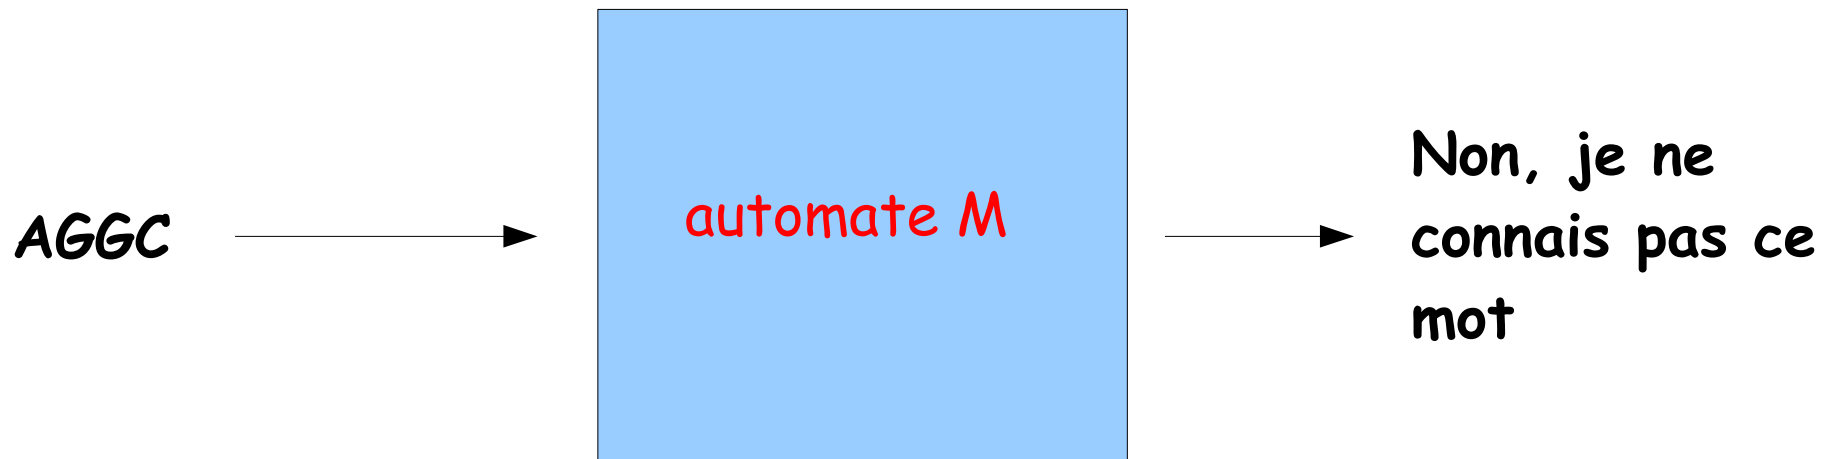 AGGC
automate M
Non, je ne
connais pas ce
mot